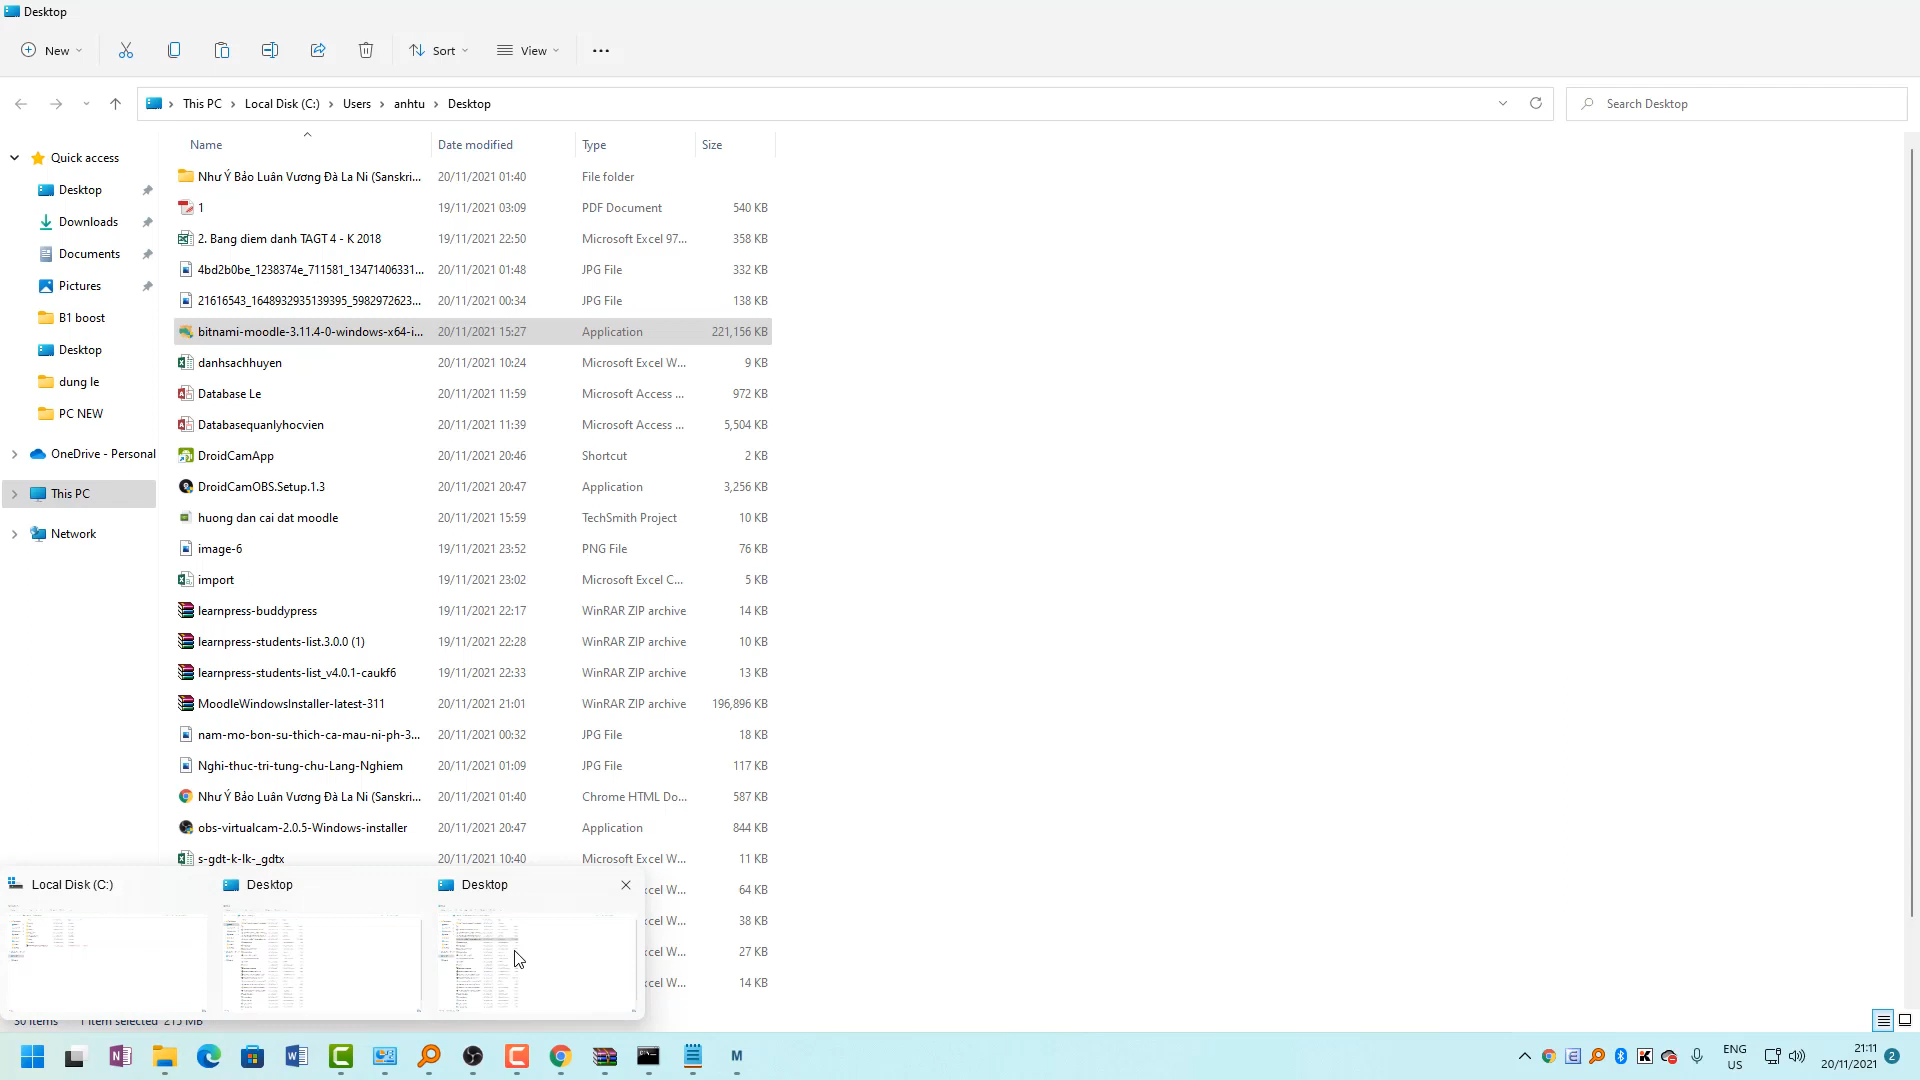 Desktop
New
Sort
View
This PC
Local Disk (C:)
Users
anhtu
Desktop
Search Desktop
Name
Date modified
Type
Size
Quick access
Desktop
Downloads
Documents
Pictures
B1 boost
Desktop
dung le
PC NEW
OneDrive - Personal
This PC
Network
Như Ý Bảo Luân Vương Đà La Ni (Sanskri... 20/11/2021 01:40 File folder
1 19/11/2021 03:09 PDF Document 540 KB
2. Bang diem danh TAGT 4 - K 2018 19/11/2021 22:50 Microsoft Excel 97... 358 KB
4bd2b0be_1238374e_711581_13471406331... 20/11/2021 01:48 JPG File 332 KB
21616543_1648932935139395_5982972623... 20/11/2021 00:34 JPG File 138 KB
bitnami-moodle-3.11.4-0-windows-x64-i... 20/11/2021 15:27 Application 221,156 KB
danhsachhuyen 20/11/2021 10:24 Microsoft Excel W... 9 KB
Database Le 20/11/2021 11:59 Microsoft Access ... 972 KB
Databasequanlyhocvien 20/11/2021 11:39 Microsoft Access ... 5,504 KB
DroidCamApp 20/11/2021 20:46 Shortcut 2 KB
DroidCamOBS.Setup.1.3 20/11/2021 20:47 Application 3,256 KB
huong dan cai dat moodle 20/11/2021 15:59 TechSmith Project 10 KB
image-6 19/11/2021 23:52 PNG File 76 KB
import 19/11/2021 23:02 Microsoft Excel C... 5 KB
learnpress-buddypress 19/11/2021 22:17 WinRAR ZIP archive 14 KB
learnpress-students-list.3.0.0 (1) 19/11/2021 22:28 WinRAR ZIP archive 10 KB
learnpress-students-list_v4.0.1-caukf6 19/11/2021 22:33 WinRAR ZIP archive 13 KB
MoodleWindowsInstaller-latest-311 20/11/2021 21:01 WinRAR ZIP archive 196,896 KB
nam-mo-bon-su-thich-ca-mau-ni-ph-3... 20/11/2021 00:32 JPG File 18 KB
Nghi-thuc-tri-tung-chu-Lang-Nghiem 20/11/2021 01:09 JPG File 117 KB
Như Ý Bảo Luân Vương Đà La Ni (Sanskri... 20/11/2021 01:40 Chrome HTML Do... 587 KB
obs-virtualcam-2.0.5-Windows-installer 20/11/2021 20:47 Application 844 KB
s-gdt-k-lk-_gdtx 20/11/2021 10:40 Microsoft Excel W... 11 KB
xcel W... 64 KB
xcel W... 38 KB
xcel W... 27 KB
xcel W... 14 KB
Local Disk (C:)
Desktop
Desktop
30 items 1 item selected 215 MB
ENG
US
21:11
20/11/2021
2